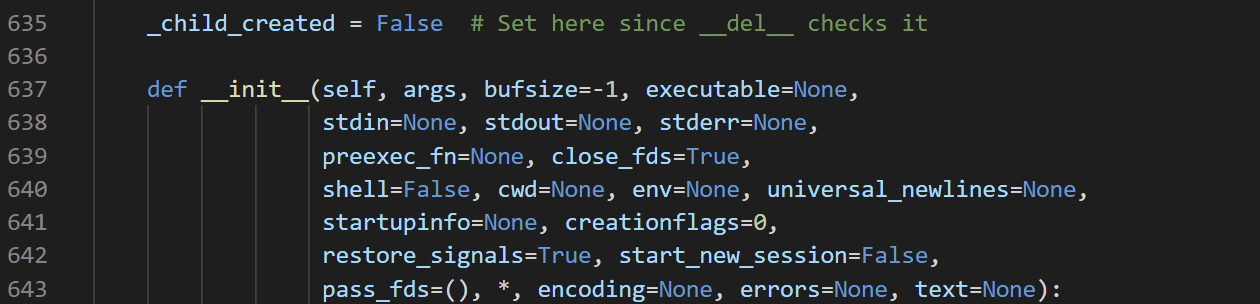 635 _child_created = False  # Set here since __del__ checks it
636
637 def __init__(self, args, bufsize=-1, executable=None,
638 stdin=None, stdout=None, stderr=None,
639 preexec_fn=None, close_fds=True,
640 shell=False, cwd=None, env=None, universal_newlines=None,
641 startupinfo=None, creationflags=0,
642 restore_signals=True, start_new_session=False,
643 pass_fds=(), *, encoding=None, errors=None, text=None):